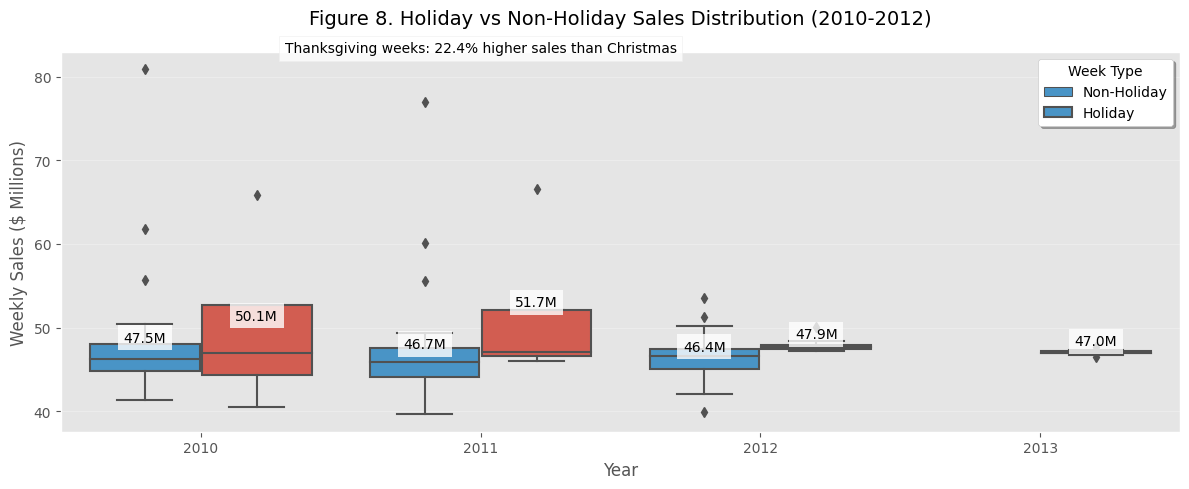 Figure 8. Holiday vs Non-Holiday Sales Distribution (2010-2012)
Thanksgiving weeks: 22.4% higher sales than Christmas
Week Type
Non-Holiday
Holiday
Weekly Sales ($ Millions)
80
70
60
50
40
47.5M
50.1M
46.7M
51.7M
46.4M
47.9M
47.0M
2010
2011
2012
2013
Year